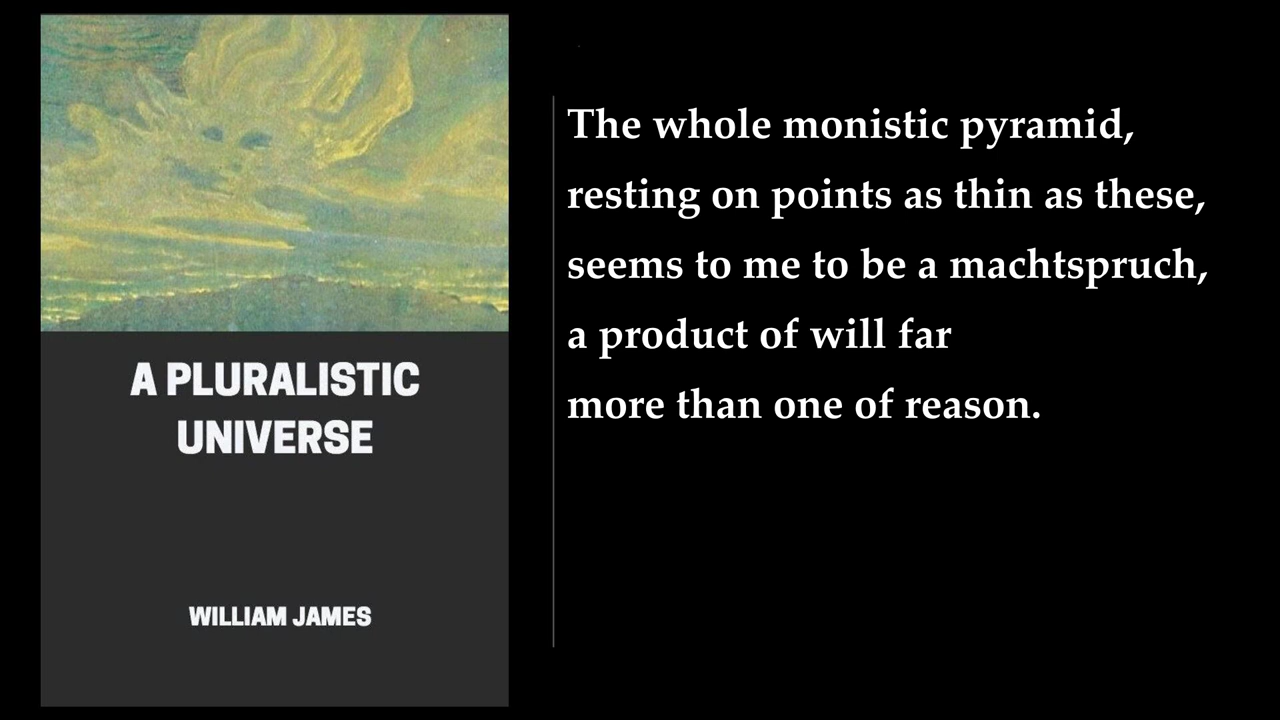 A PLURALISTIC
UNIVERSE
WILLIAM JAMES
The whole monistic pyramid,
resting on points as thin as these,
seems to me to be a machtspruch,
a product of will far
more than one of reason.